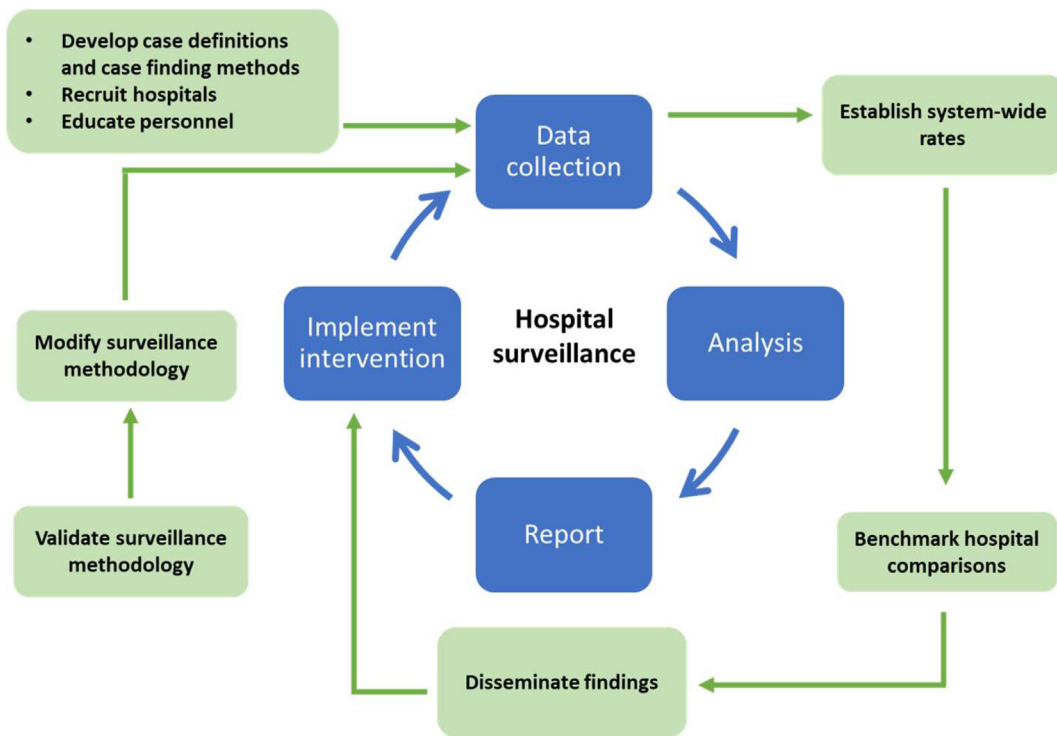 • Develop case definitions
and case finding methods
• Recruit hospitals
• Educate personnel
Data
collection
Establish system-wide
rates
Implement
intervention
Hospital
surveillance
Analysis
Modify surveillance
methodology
Report
Validate surveillance
methodology
Benchmark hospital
comparisons
Disseminate findings